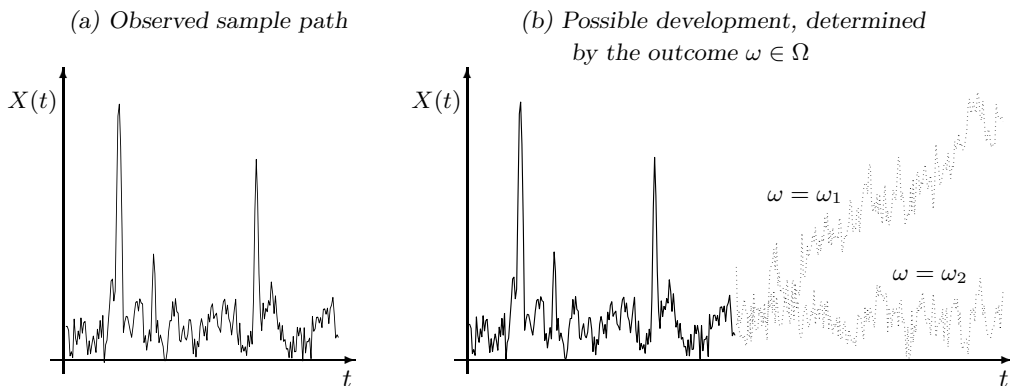 (a) Observed sample path
X(t)
t
(b) Possible development, determined
by the outcome ω ∈ Ω
X(t)
ω = ω₁
ω = ω₂
t